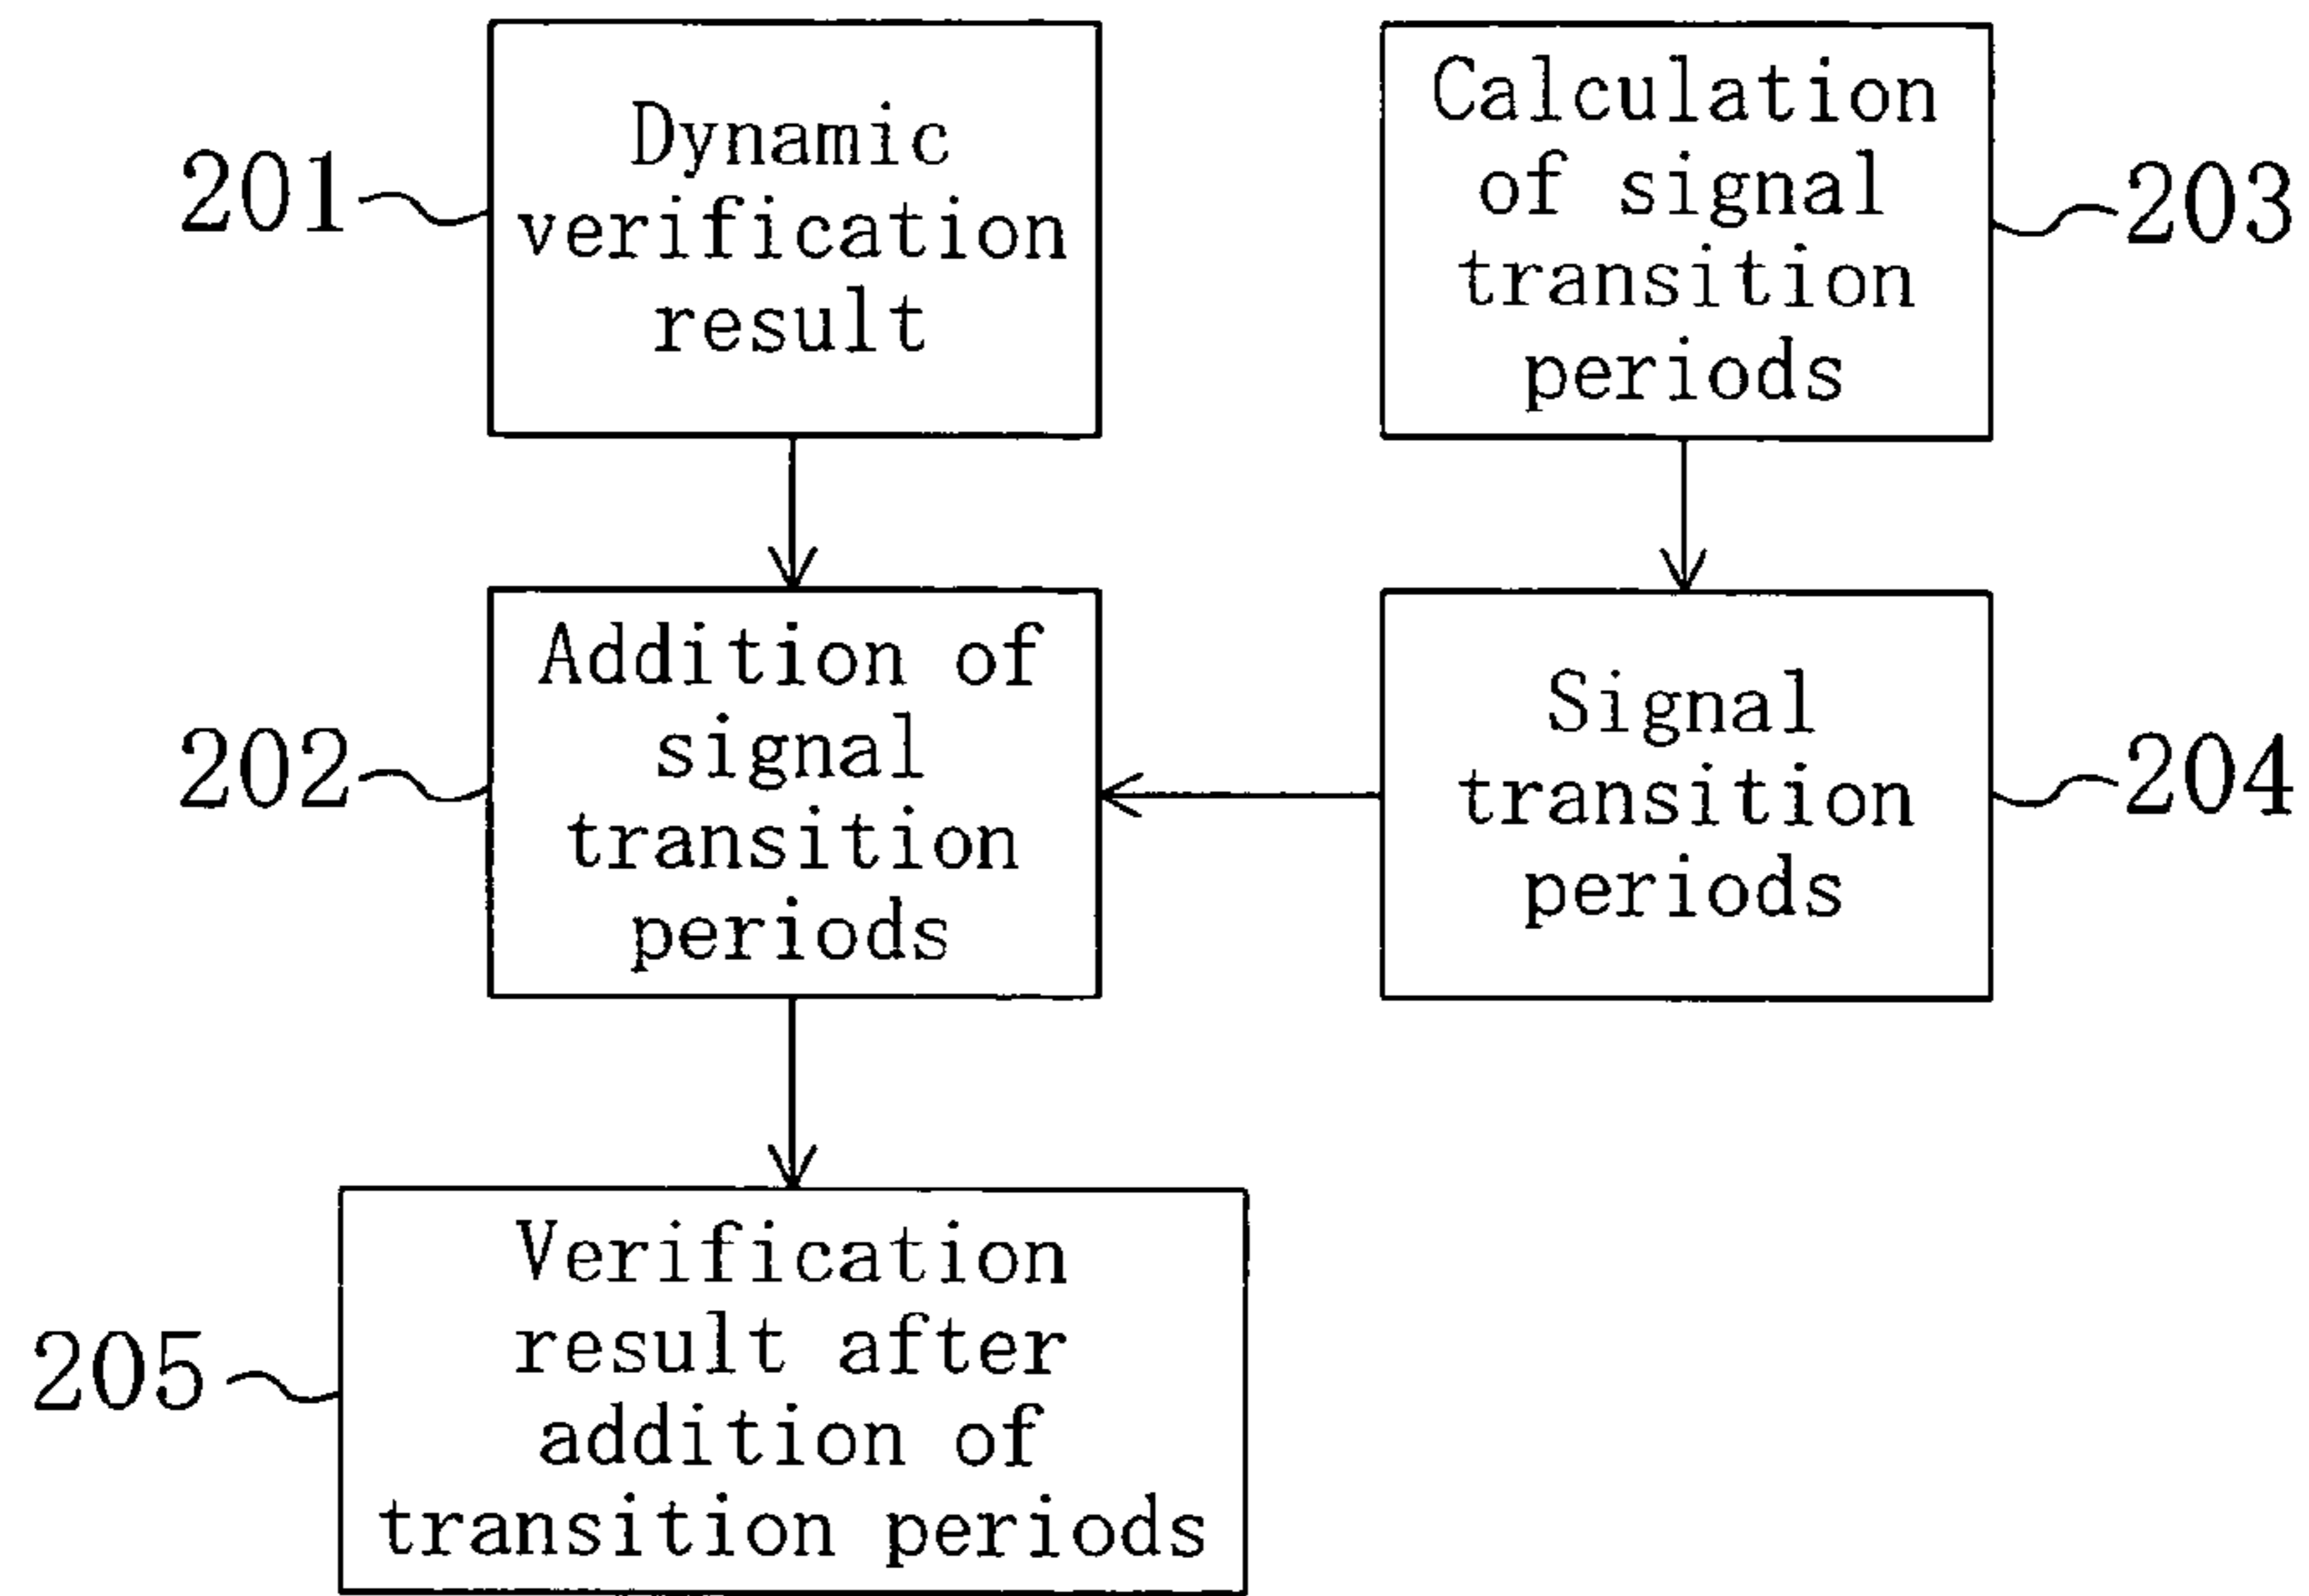 201
Dynamic
verification
result
Calculation
of signal
transition
periods
203
202
Addition of
signal
transition
periods
Signal
transition
periods
204
205
Verification
result after
addition of
transition periods